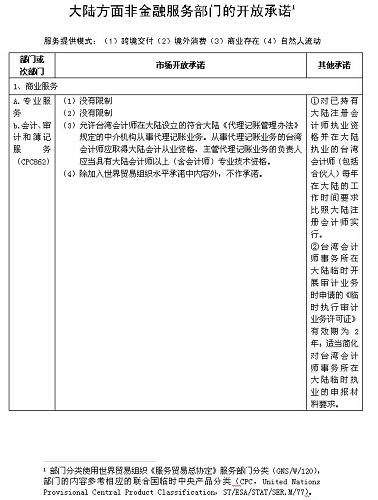 大陆方面非金融服务部门的开放承诺¹
服务提供模式：（1）跨境交付（2）境外消费（3）商业存在（4）自然人流动
部门或
次部门
市场开放承诺
其他承诺
1、商业服务
A.专业服
务
b.会计、审
计和簿记
服务
（CPC862）
（1）没有限制
（2）没有限制
（3）允许台湾会计师在大陆设立的符合大陆《代理记账管理办法》
规定的中介机构从事代理记账业务。从事代理记账业务的台湾
会计师应取得大陆会计从业资格，主管代理记账业务的负责人
应当具有大陆会计师以上（含会计师）专业技术资格。
（4）除加入世界贸易组织水平承诺中内容外，不作承诺。
①对已持有
大陆注册会
计师执业资
格并在大陆
执业的台湾
会计师（包括
合伙人）每年
在大陆的工
作时间要求
比照大陆注
册会计师实
行。
②台湾会计
师事务所在
大陆临时开
展审计业务
时申请的《临
时执行审计
业务许可证》
有效期为 2
年；适当简化
对台湾会计
师事务所在
大陆临时执
业的申报材
料要求。
¹ 部门分类使用世界贸易组织《服务贸易总协定》服务部门分类（GNS/W/120），
部门的内容参考相应的联合国临时中央产品分类（CPC，United Nations
Provisional Central Product Classification，ST/ESA/STAT/SER.M/77）。